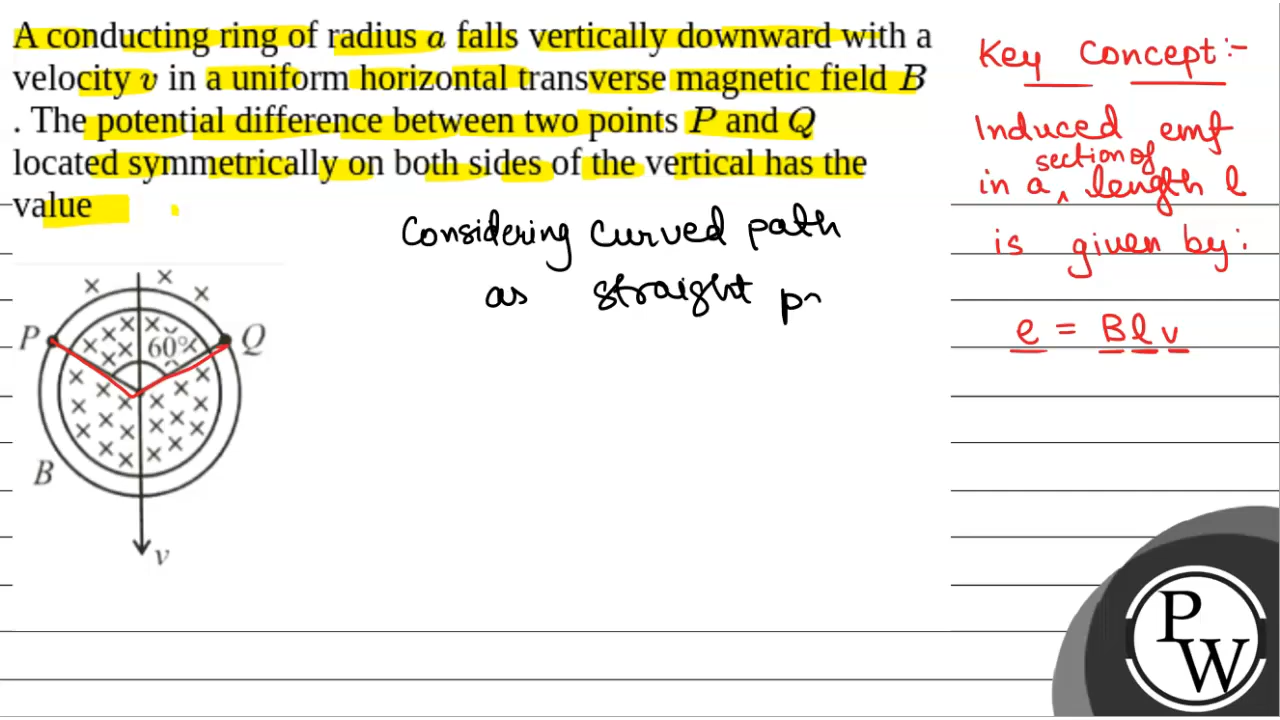 A conducting ring of radius a falls vertically downward with a
velocity v in a uniform horizontal transverse magnetic field B
. The potential difference between two points P and Q
located symmetrically on both sides of the vertical has the
value
Considering curved path
as straight p
P
60°
Q
B
v
Key Concept :-
Induced emf
section of
in a ^ length l
is given by:
e = B l v
P
W